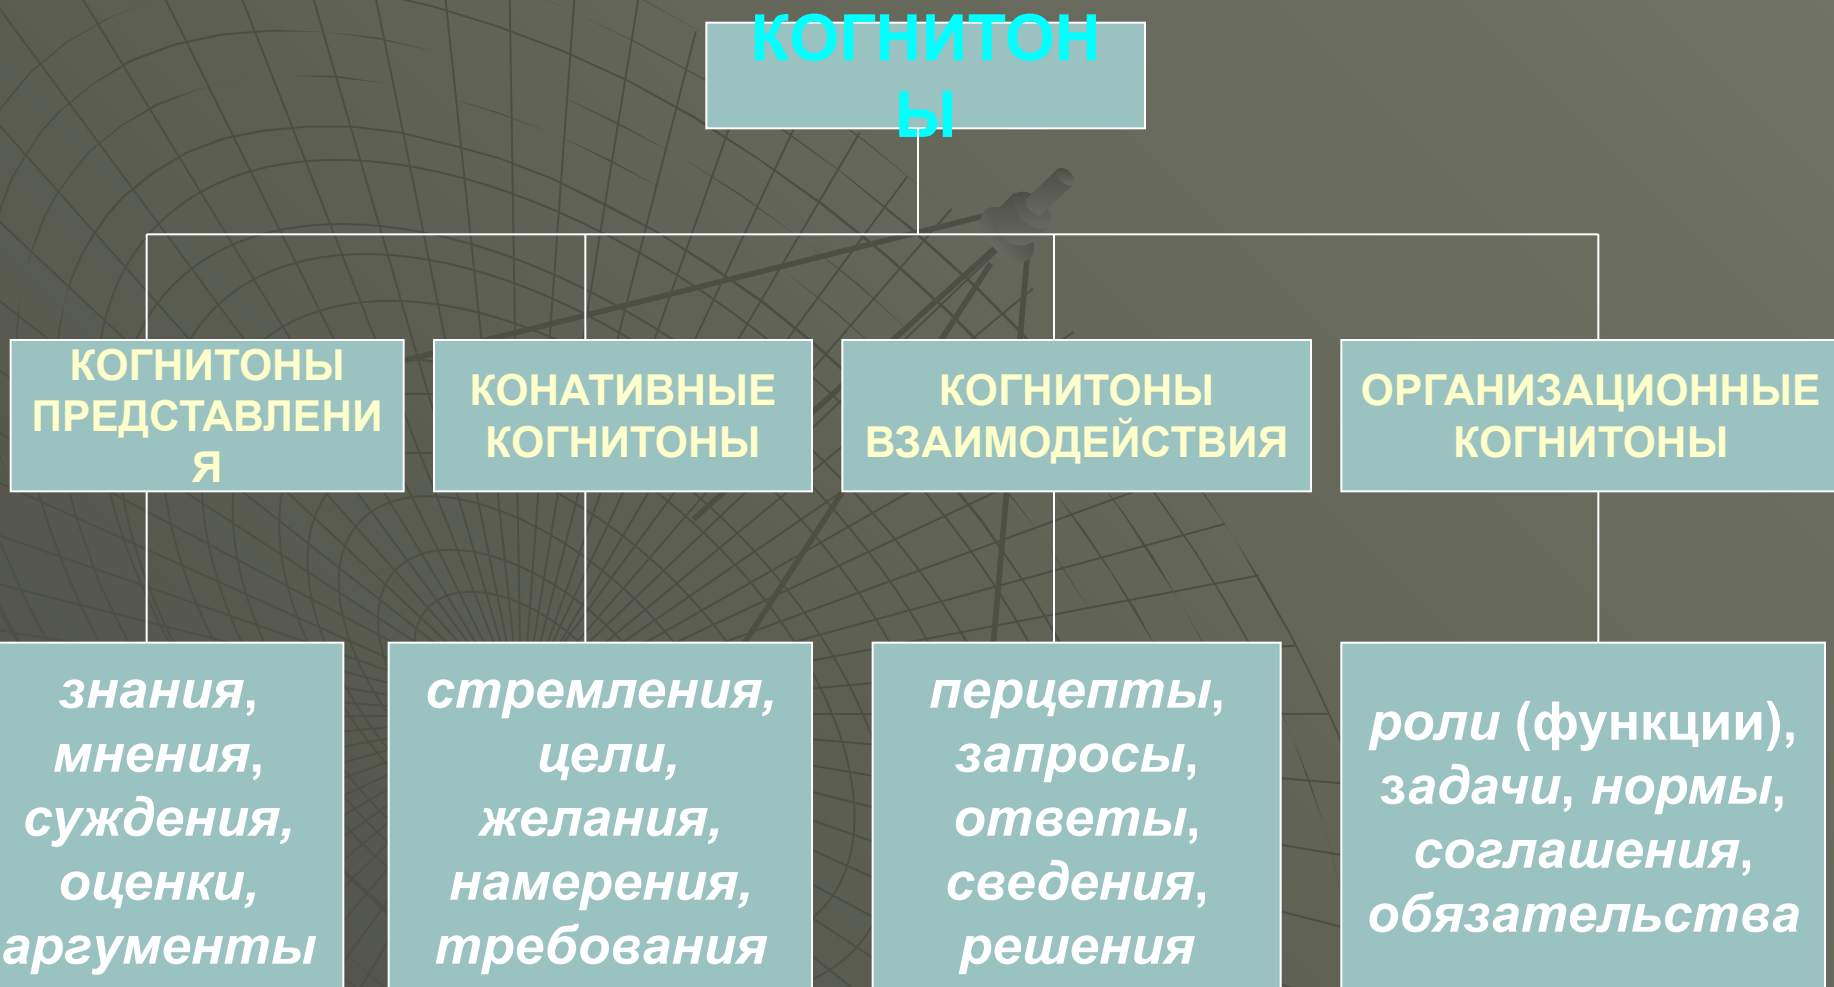 КОГНИТОН
Ы
КОГНИТОНЫ
ПРЕДСТАВЛЕНИ
Я
КОНАТИВНЫЕ
КОГНИТОНЫ
КОГНИТОНЫ
ВЗАИМОДЕЙСТВИЯ
ОРГАНИЗАЦИОННЫЕ
КОГНИТОНЫ
знания,
мнения,
суждения,
оценки,
аргументы
стремления,
цели,
желания,
намерения,
требования
перцепты,
запросы,
ответы,
сведения,
решения
роли (функции),
задачи, нормы,
соглашения,
обязательства